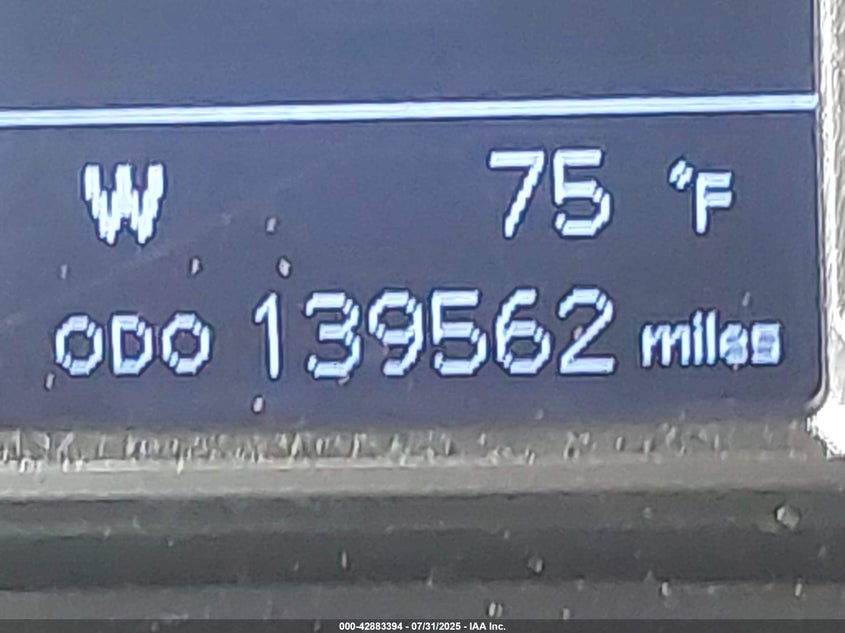 W 75 °F
ODO 139562 miles
000-42883394 - 07/31/2025 - IAA Inc.